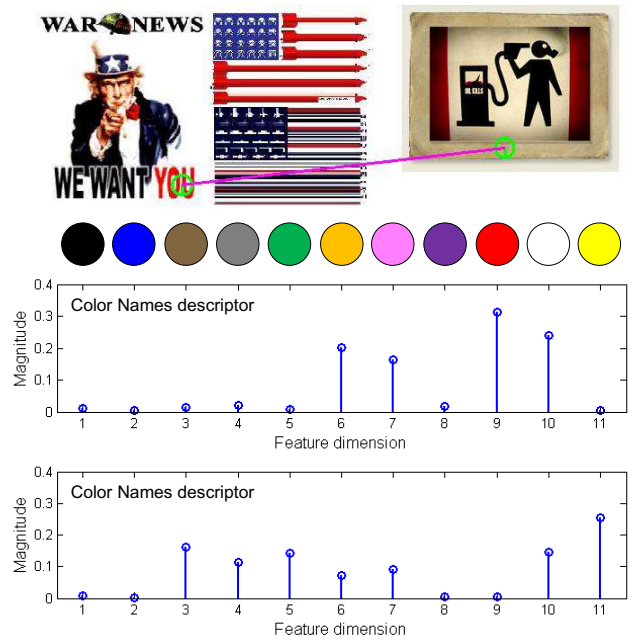 WAR NEWS
WE WANT YOU
OIL KILLS
0.4
0.3
0.2
0.1
0
Magnitude
Color Names descriptor
1 2 3 4 5 6 7 8 9 10 11
Feature dimension
0.4
0.3
0.2
0.1
0
Magnitude
Color Names descriptor
1 2 3 4 5 6 7 8 9 10 11
Feature dimension